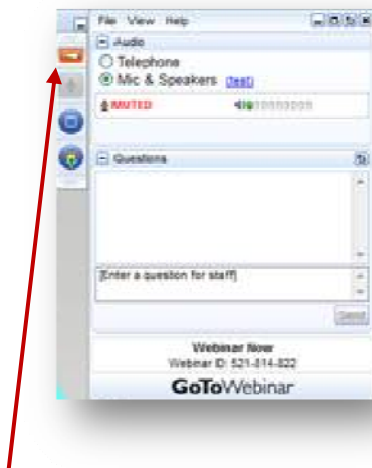 File View Help
Audio
Telephone
Mic & Speakers (test)
MUTED
Questions
[Enter a question for staff]
Send
Webinar Now
Webinar ID: 521-814-822
GoToWebinar